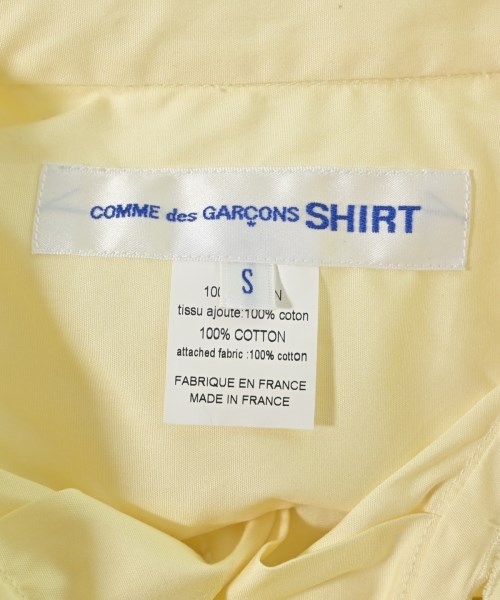 COMME des GARÇONS SHIRT
S
tissu ajoute:100% coton
100% COTTON
attached fabric :100% cotton
FABRIQUE EN FRANCE
MADE IN FRANCE